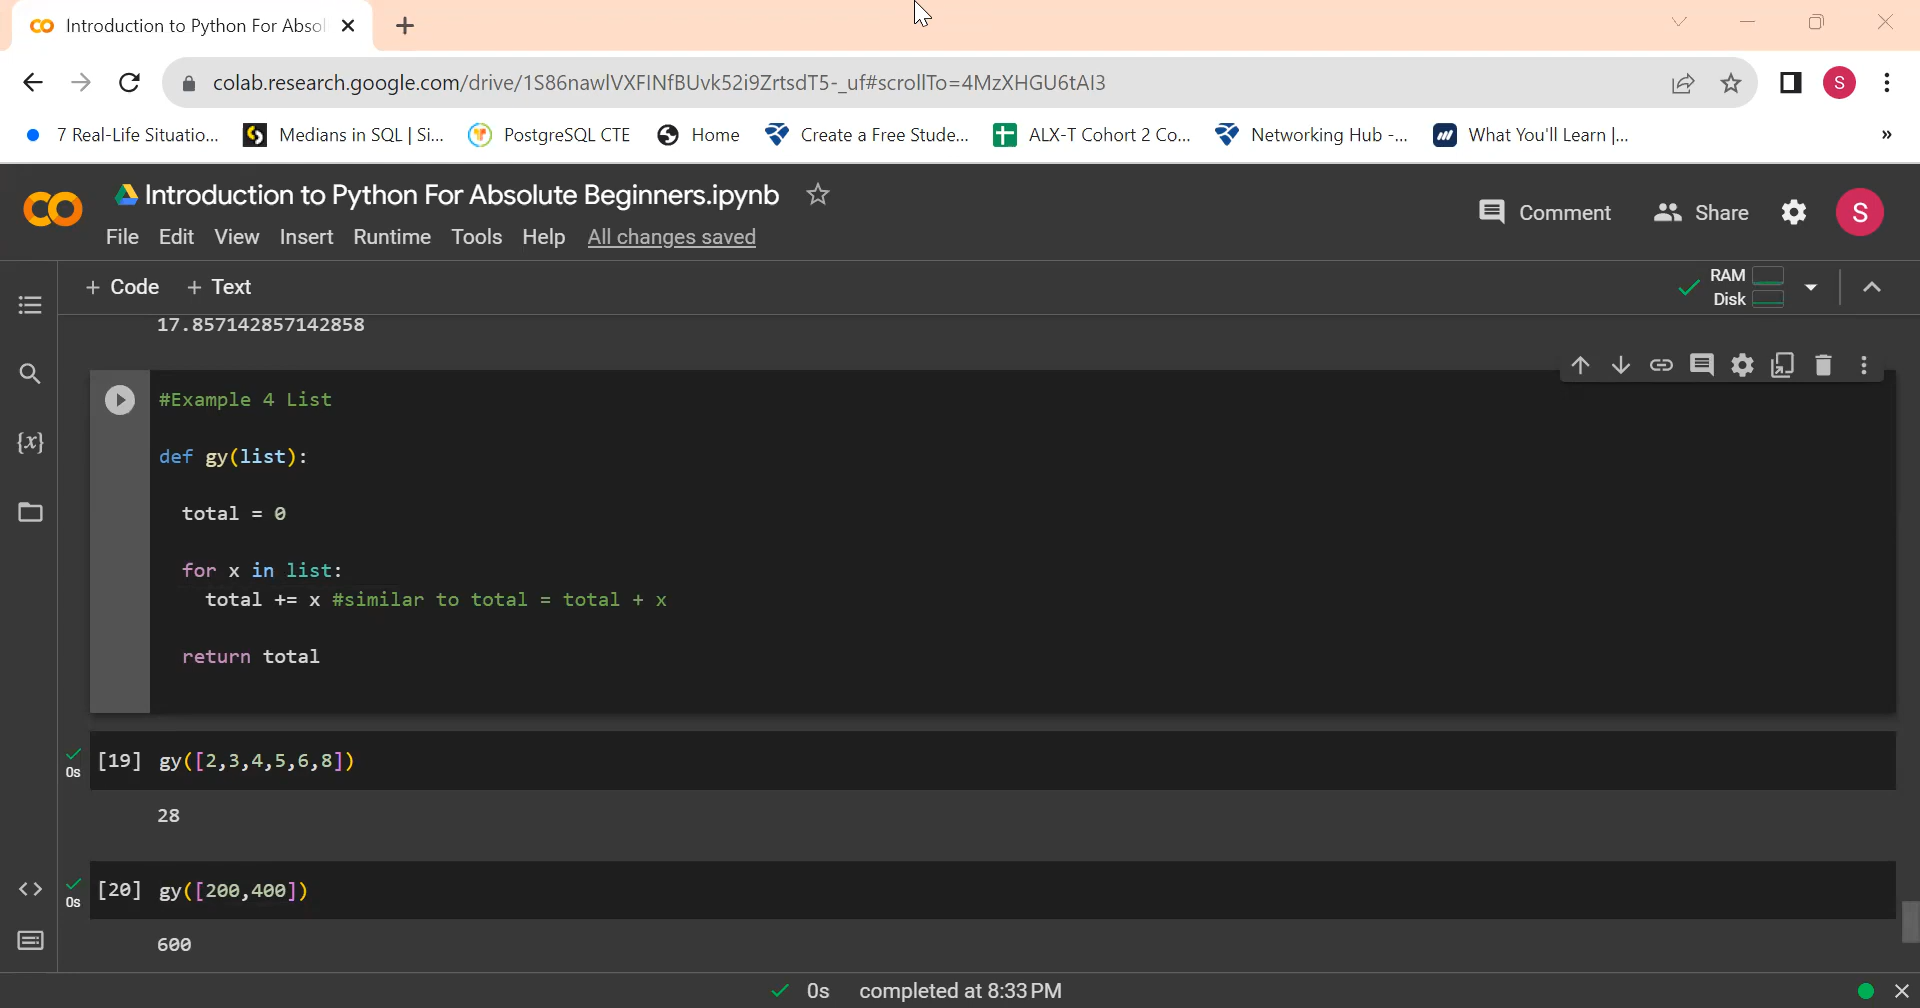 Introduction to Python For Absol
colab.research.google.com/drive/1S86nawlVXFINfBUvk52i9ZrtsdT5-_uf#scrollTo=4MzXHGU6tAI3
S
7 Real-Life Situatio... Medians in SQL | Si... PostgreSQL CTE Home Create a Free Stude... ALX-T Cohort 2 Co... Networking Hub -... What You'll Learn |... »
Introduction to Python For Absolute Beginners.ipynb
Comment Share S
File Edit View Insert Runtime Tools Help All changes saved
+ Code + Text
RAM
Disk
17.857142857142858
#Example 4 List
{x}
def gy(list):
total = 0
for x in list:
total += x #similar to total = total + x
return total
[19] gy([2,3,4,5,6,8])
0s
28
[20] gy([200,400])
0s
600
0s completed at 8:33 PM